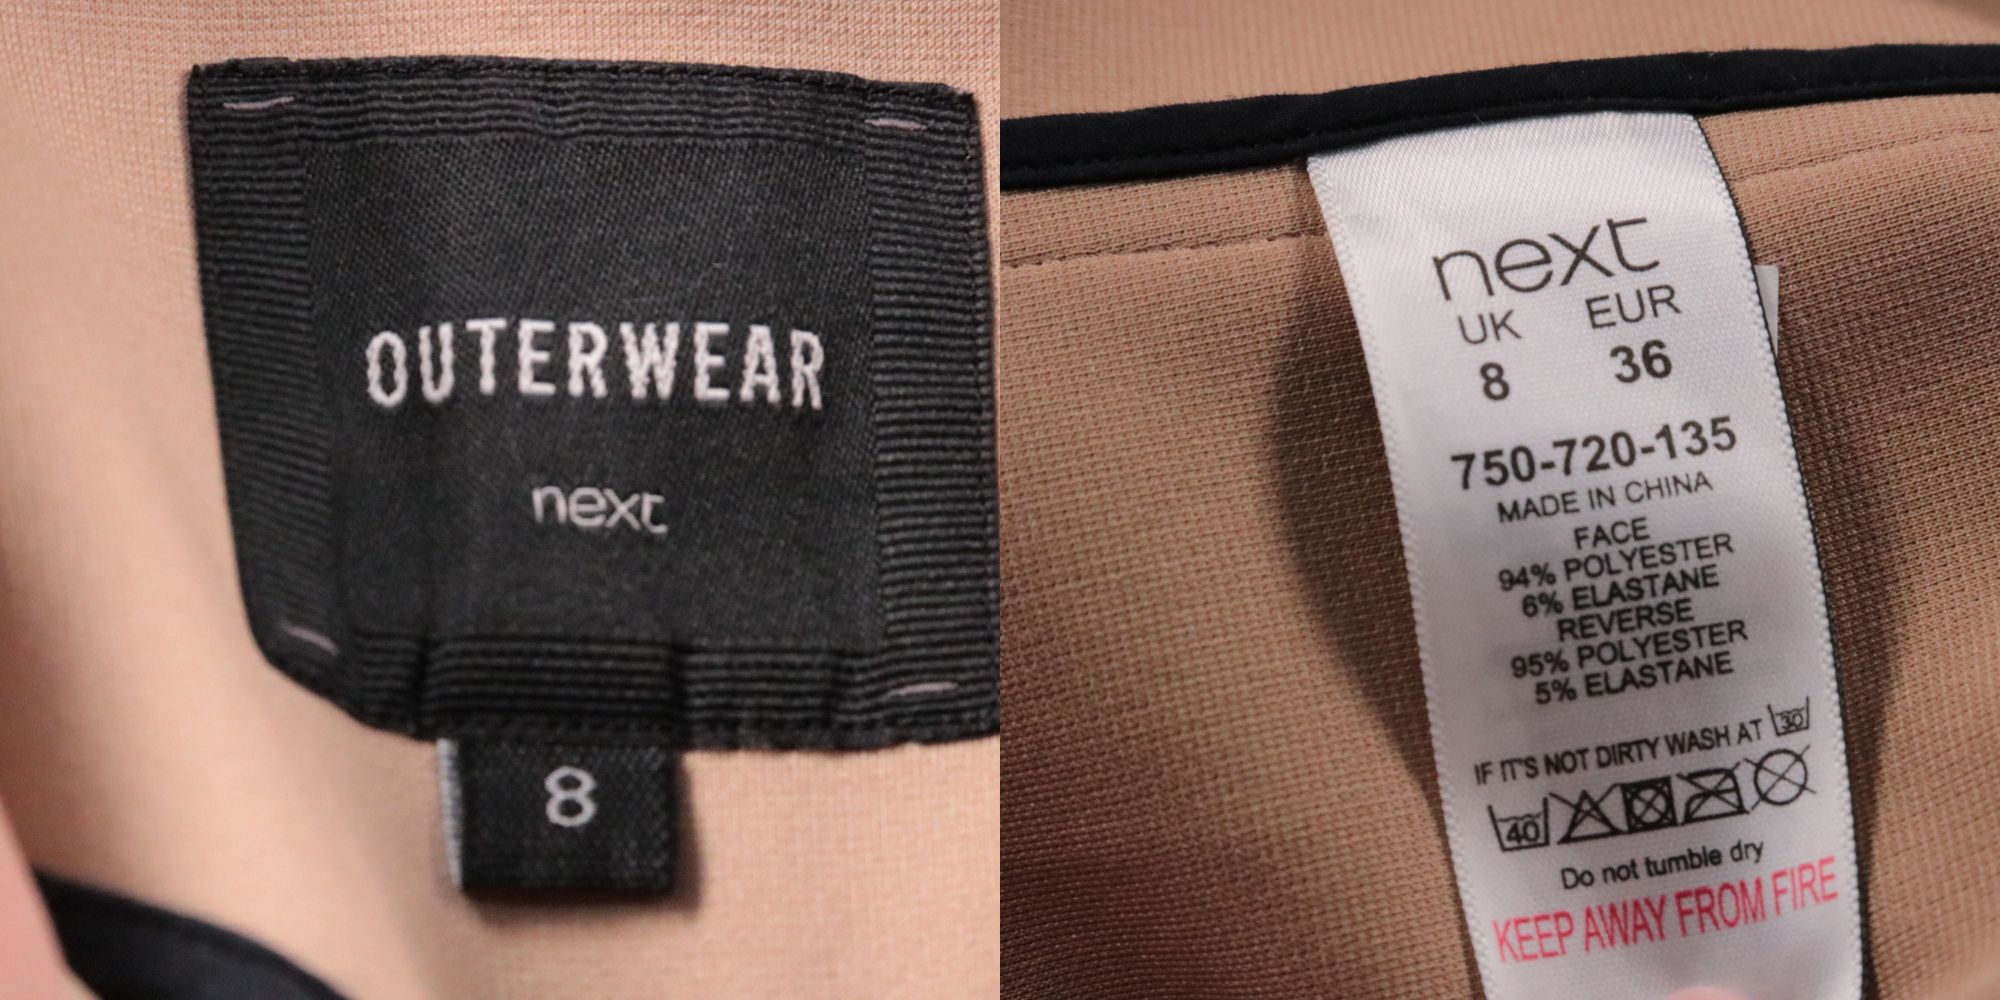 OUTERWEAR
next
8
next
UK EUR
8 36
750-720-135
MADE IN CHINA
FACE
94% POLYESTER
6% ELASTANE
REVERSE
95% POLYESTER
5% ELASTANE
IF IT'S NOT DIRTY WASH AT 30
40
Do not tumble dry
KEEP AWAY FROM FIRE